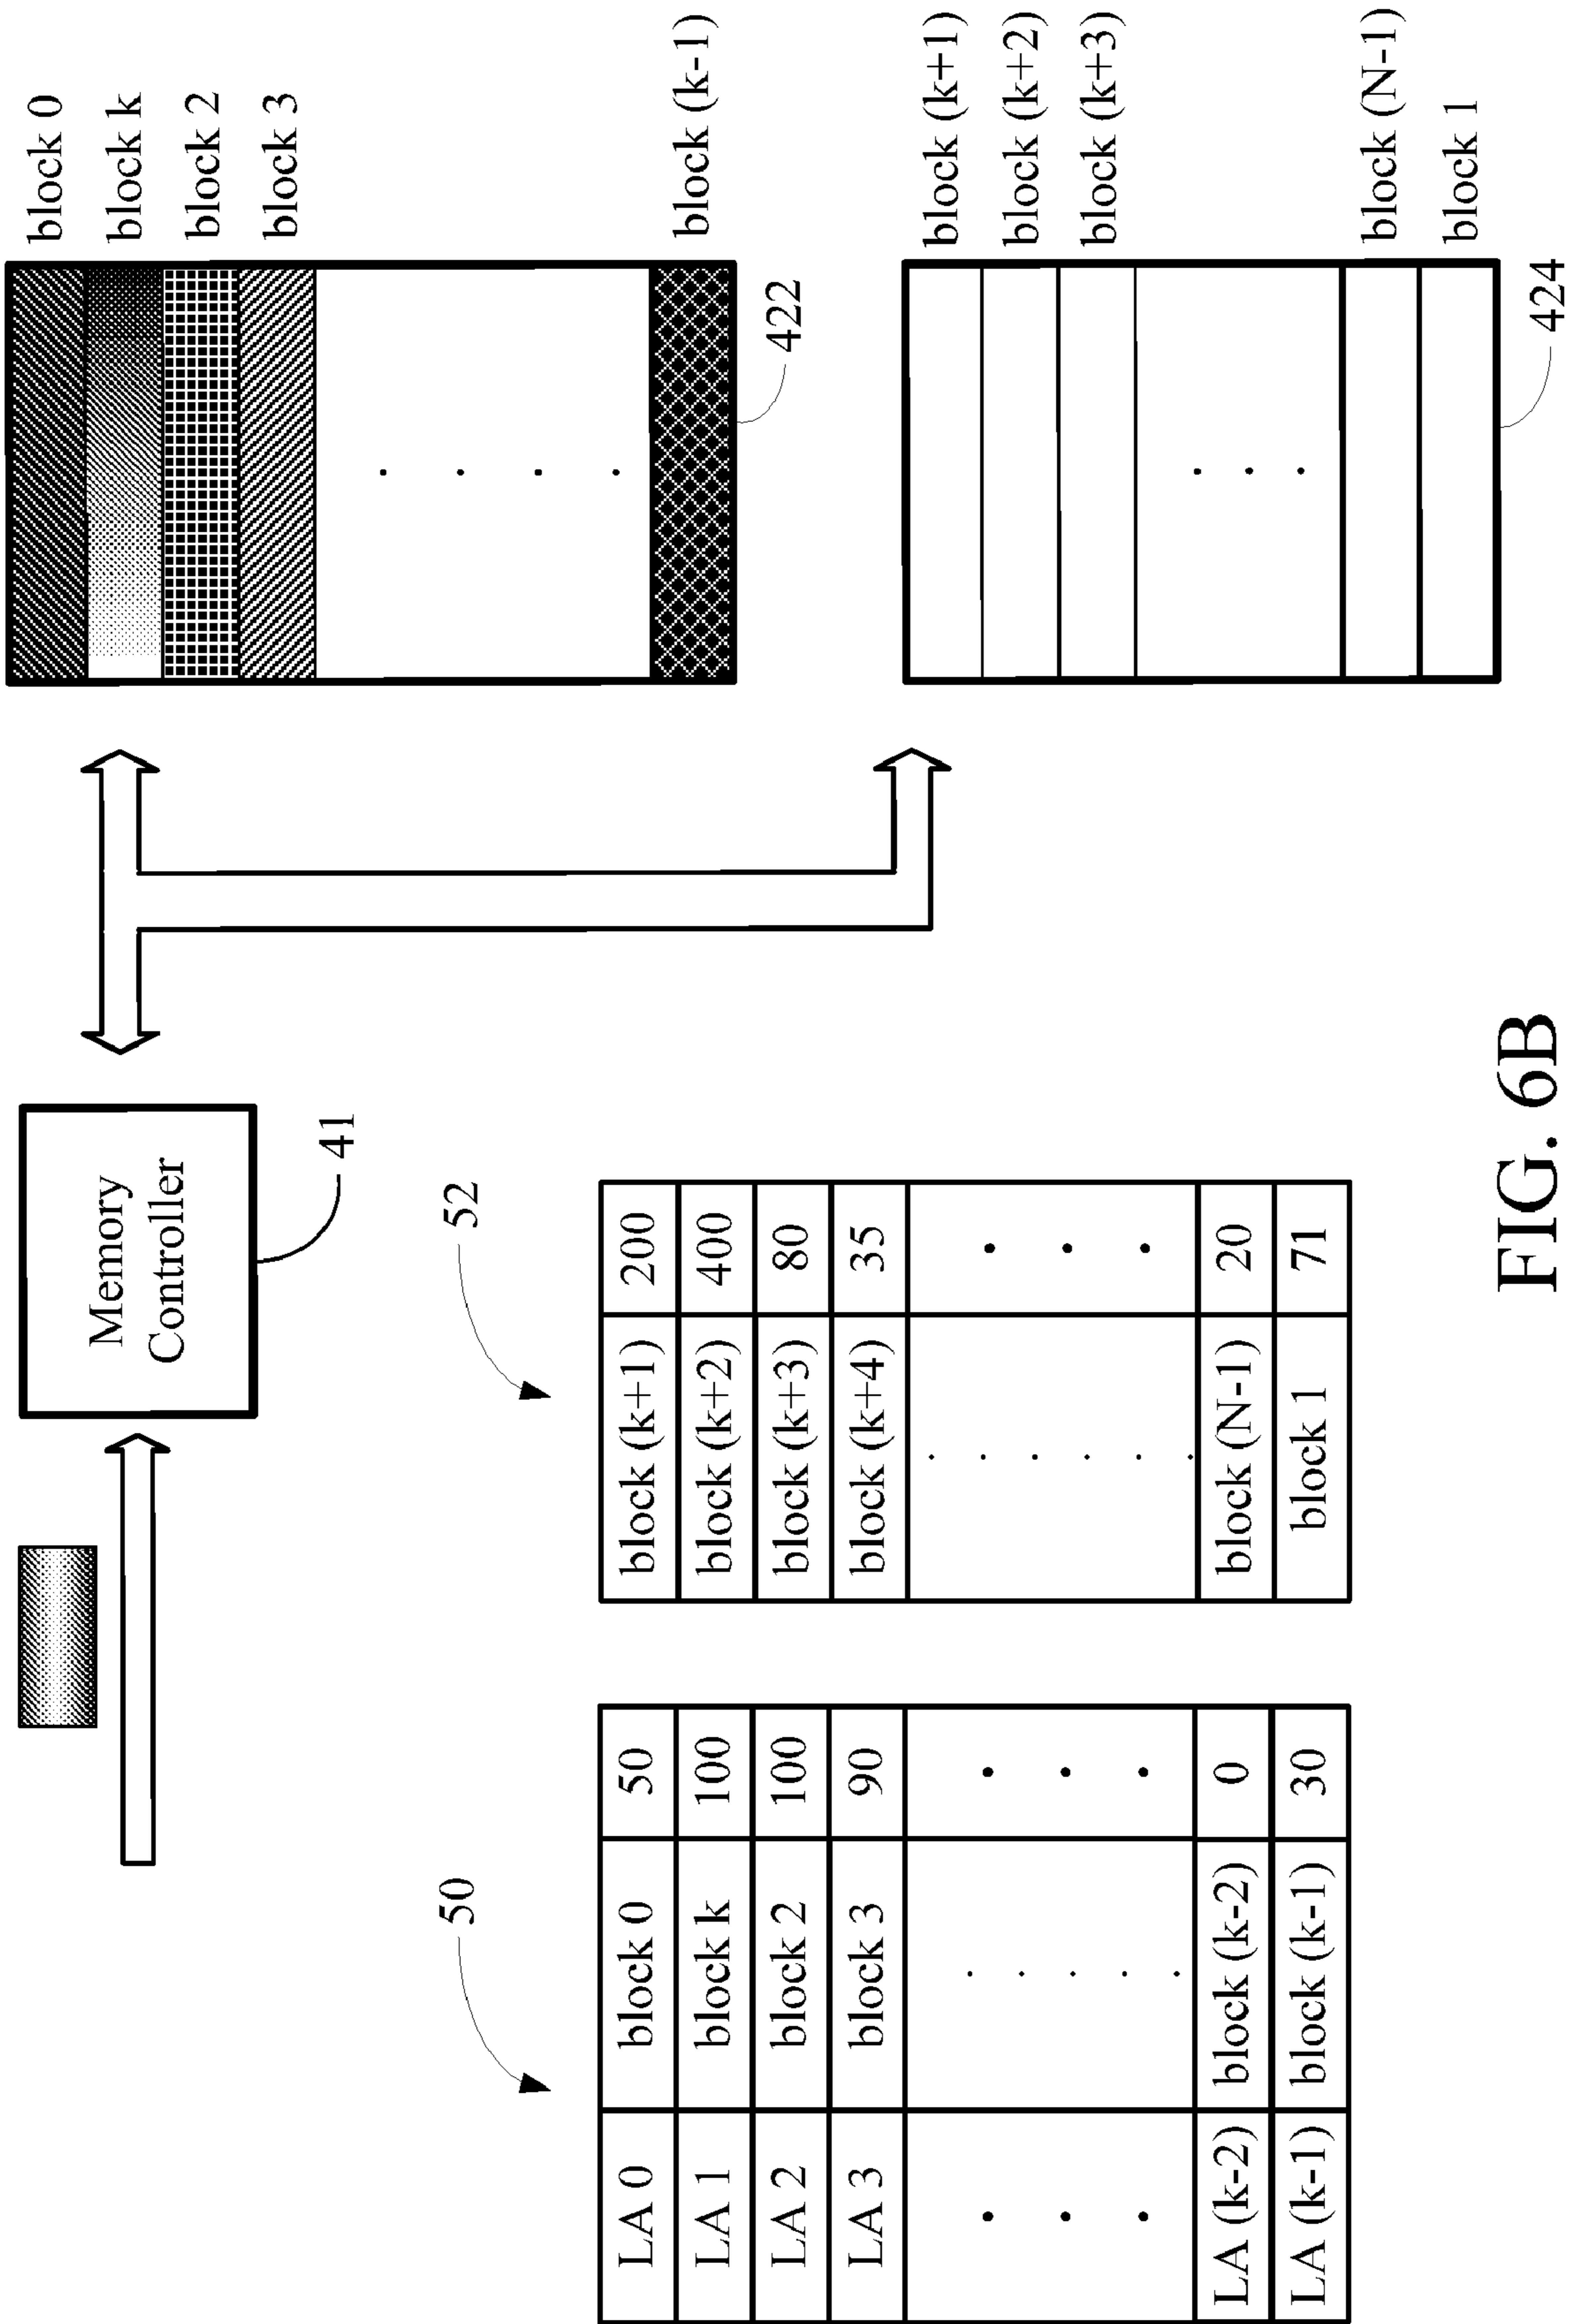 Memory
Controller
41
block 0
block k
block 2
block 3
block (k-1)
422
block (k+1)
block (k+2)
block (k+3)
block (N-1)
block 1
424
50
LA 0 block 0 50
LA 1 block k 100
LA 2 block 2 100
LA 3 block 3 90
LA (k-2) block (k-2) 0
LA (k-1) block (k-1) 30
52
block (k+1) 200
block (k+2) 400
block (k+3) 80
block (k+4) 35
block (N-1) 20
block 1 71
FIG. 6B